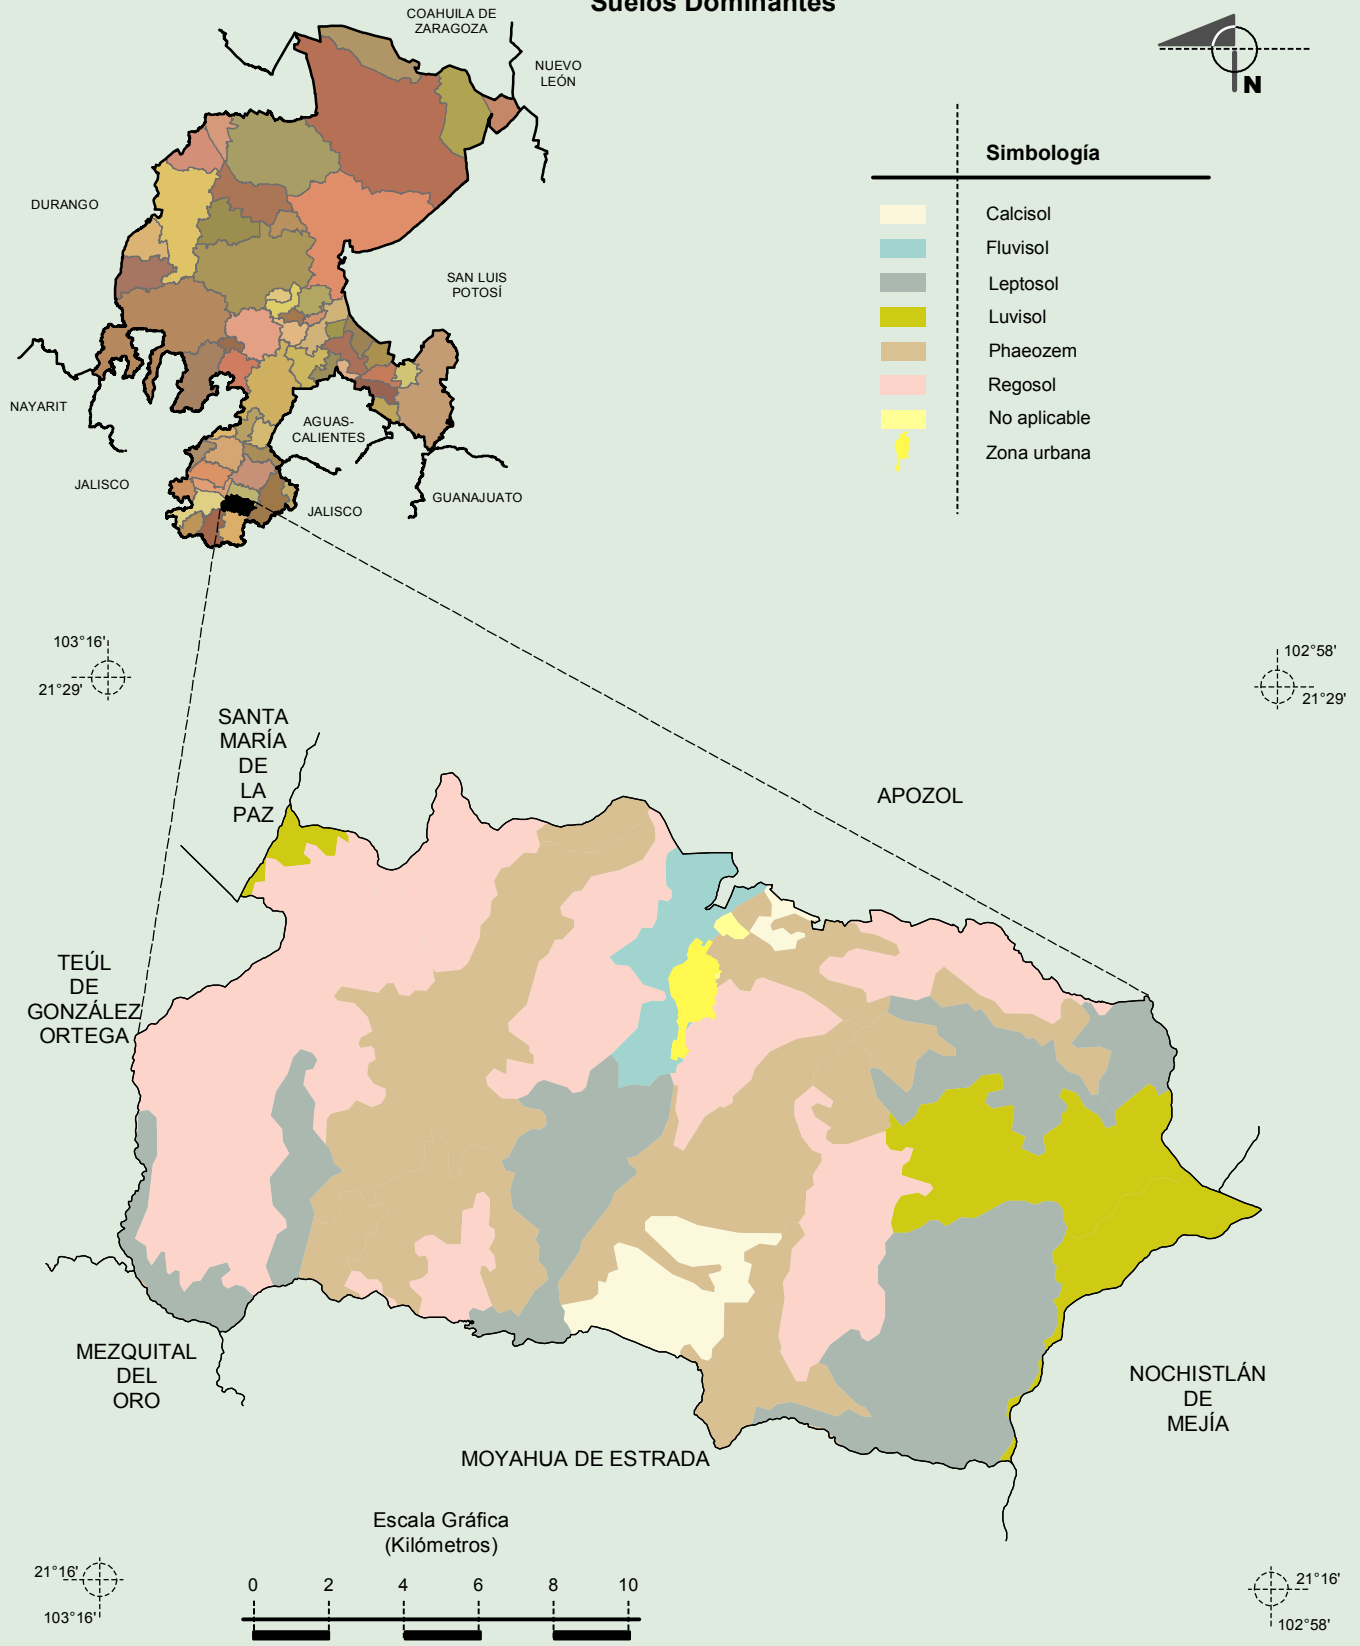 Suelos Dominantes
COAHUILA DE
ZARAGOZA
NUEVO
LEÓN
N
DURANGO
SAN LUIS
POTOSÍ
NAYARIT
AGUAS-
CALIENTES
JALISCO
JALISCO
GUANAJUATO
Simbología
Calcisol
Fluvisol
Leptosol
Luvisol
Phaeozem
Regosol
No aplicable
Zona urbana
103°16'
21°29'
102°58'
21°29'
SANTA
MARÍA
DE
LA
PAZ
APOZOL
TEÚL
DE
GONZÁLEZ
ORTEGA
MEZQUITAL
DEL
ORO
NOCHISTLÁN
DE
MEJÍA
MOYAHUA DE ESTRADA
Escala Gráfica
(Kilómetros)
0 2 4 6 8 10
21°16'
103°16'
21°16'
102°58'